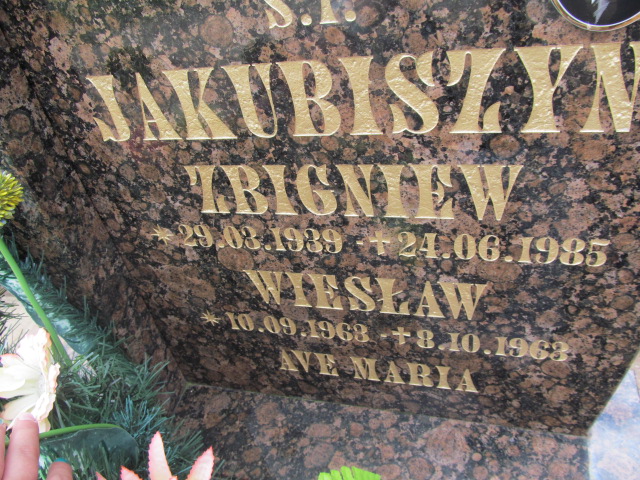 Ś.P.
JAKUBISZYN
ZBIGNIEW
*29.03.1939 - +24.06.1985
WIESŁAW
*10.09.1963 - +8.10.1963
AVE MARIA